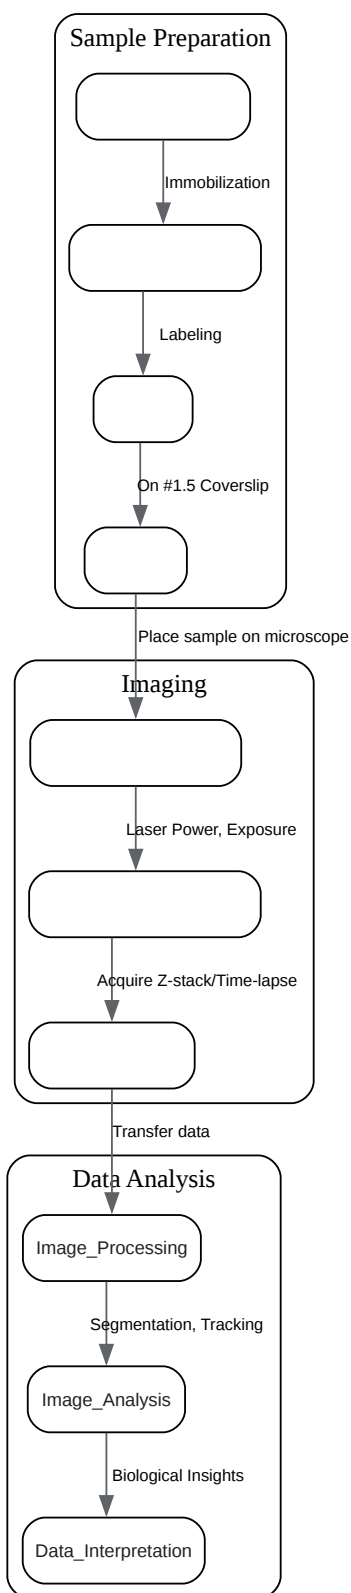 Sample Preparation
Immobilization
Labeling
On #1.5 Coverslip
Place sample on microscope
Imaging
Laser Power, Exposure
Acquire Z-stack/Time-lapse
Transfer data
Data Analysis
Image_Processing
Segmentation, Tracking
Image_Analysis
Biological Insights
Data_Interpretation